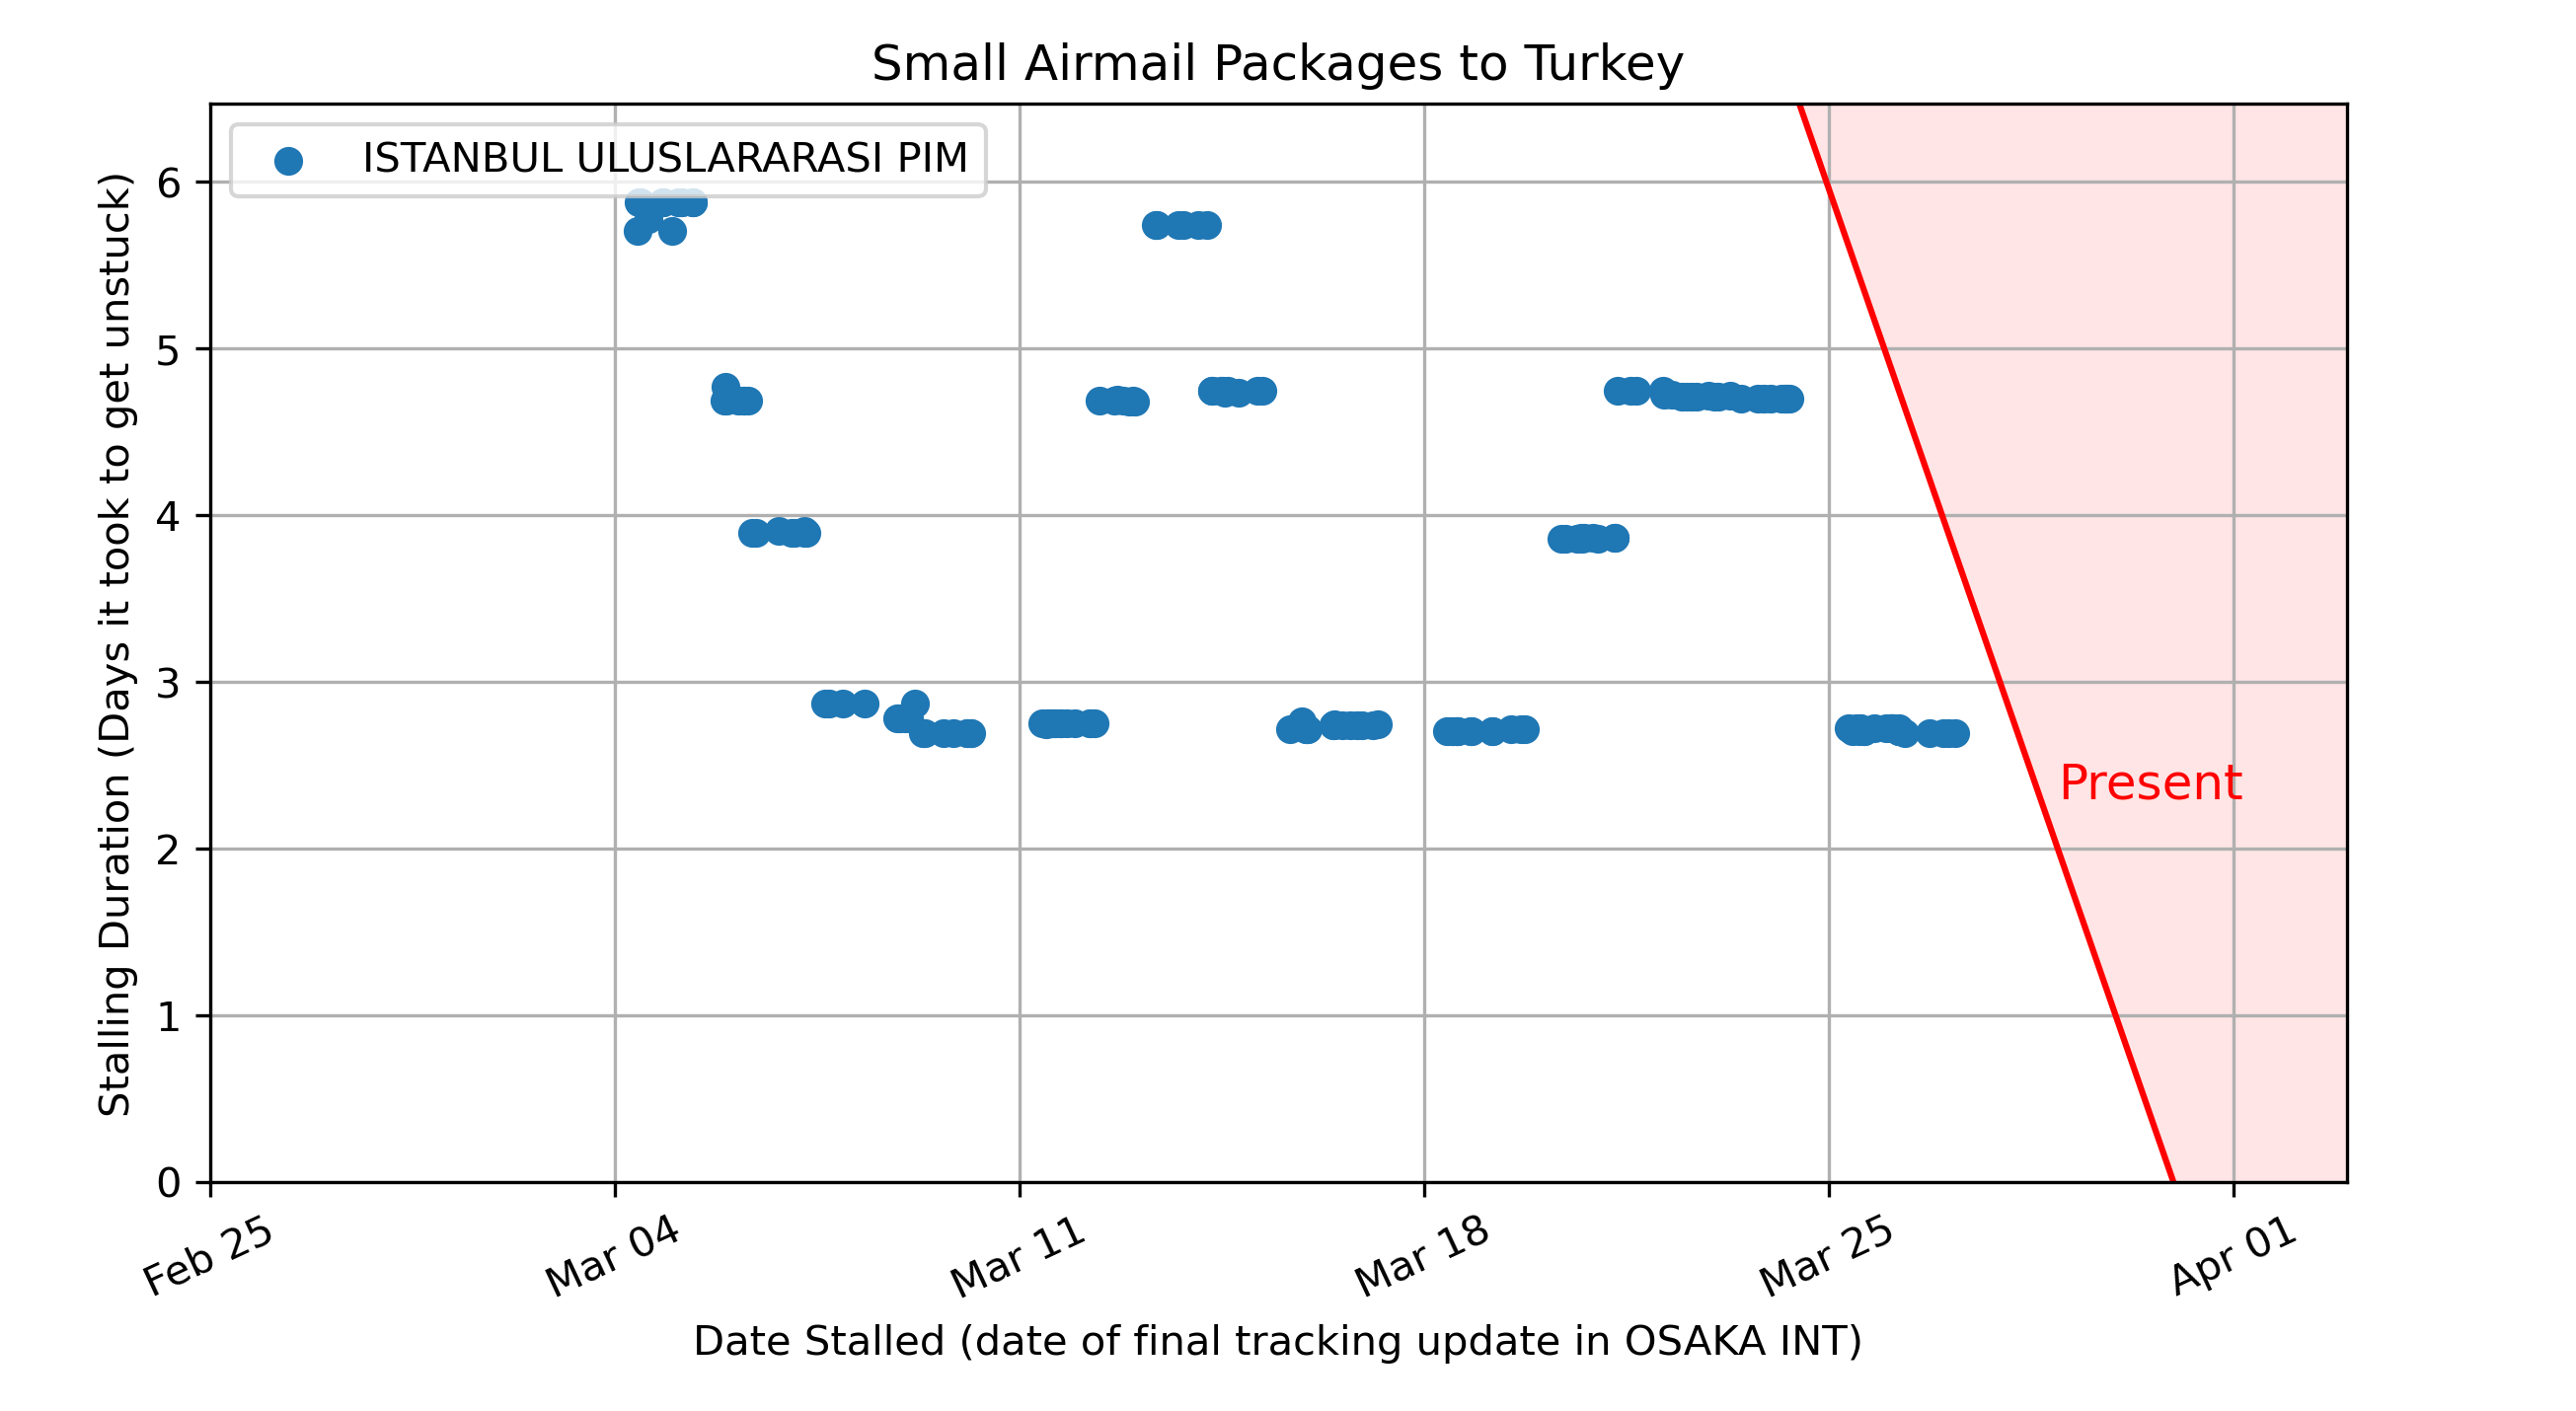 Small Airmail Packages to Turkey
ISTANBUL ULUSLARARASI PIM
Stalling Duration (Days it took to get unstuck)
6
5
4
3
2
1
0
Present
Feb 25
Mar 04
Mar 11
Mar 18
Mar 25
Apr 01
Date Stalled (date of final tracking update in OSAKA INT)